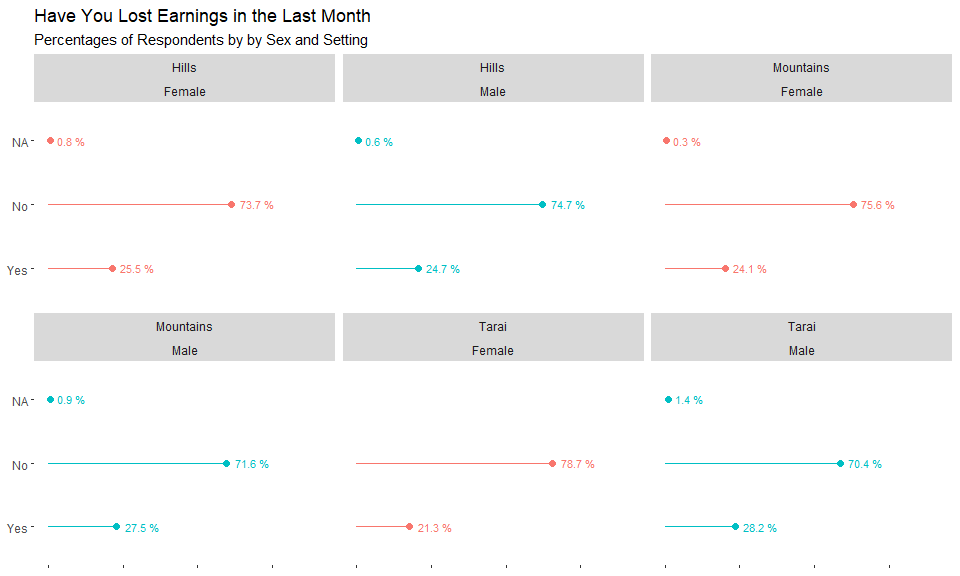 Have You Lost Earnings in the Last Month
Percentages of Respondents by by Sex and Setting
Hills Hills Mountains
Female Male Female
NA 0.8 % 0.6 % 0.3 %
No 73.7 % 74.7 % 75.6 %
Yes 25.5 % 24.7 % 24.1 %
Mountains Tarai Tarai
Male Female Male
NA 0.9 % 1.4 %
No 71.6 % 78.7 % 70.4 %
Yes 27.5 % 21.3 % 28.2 %